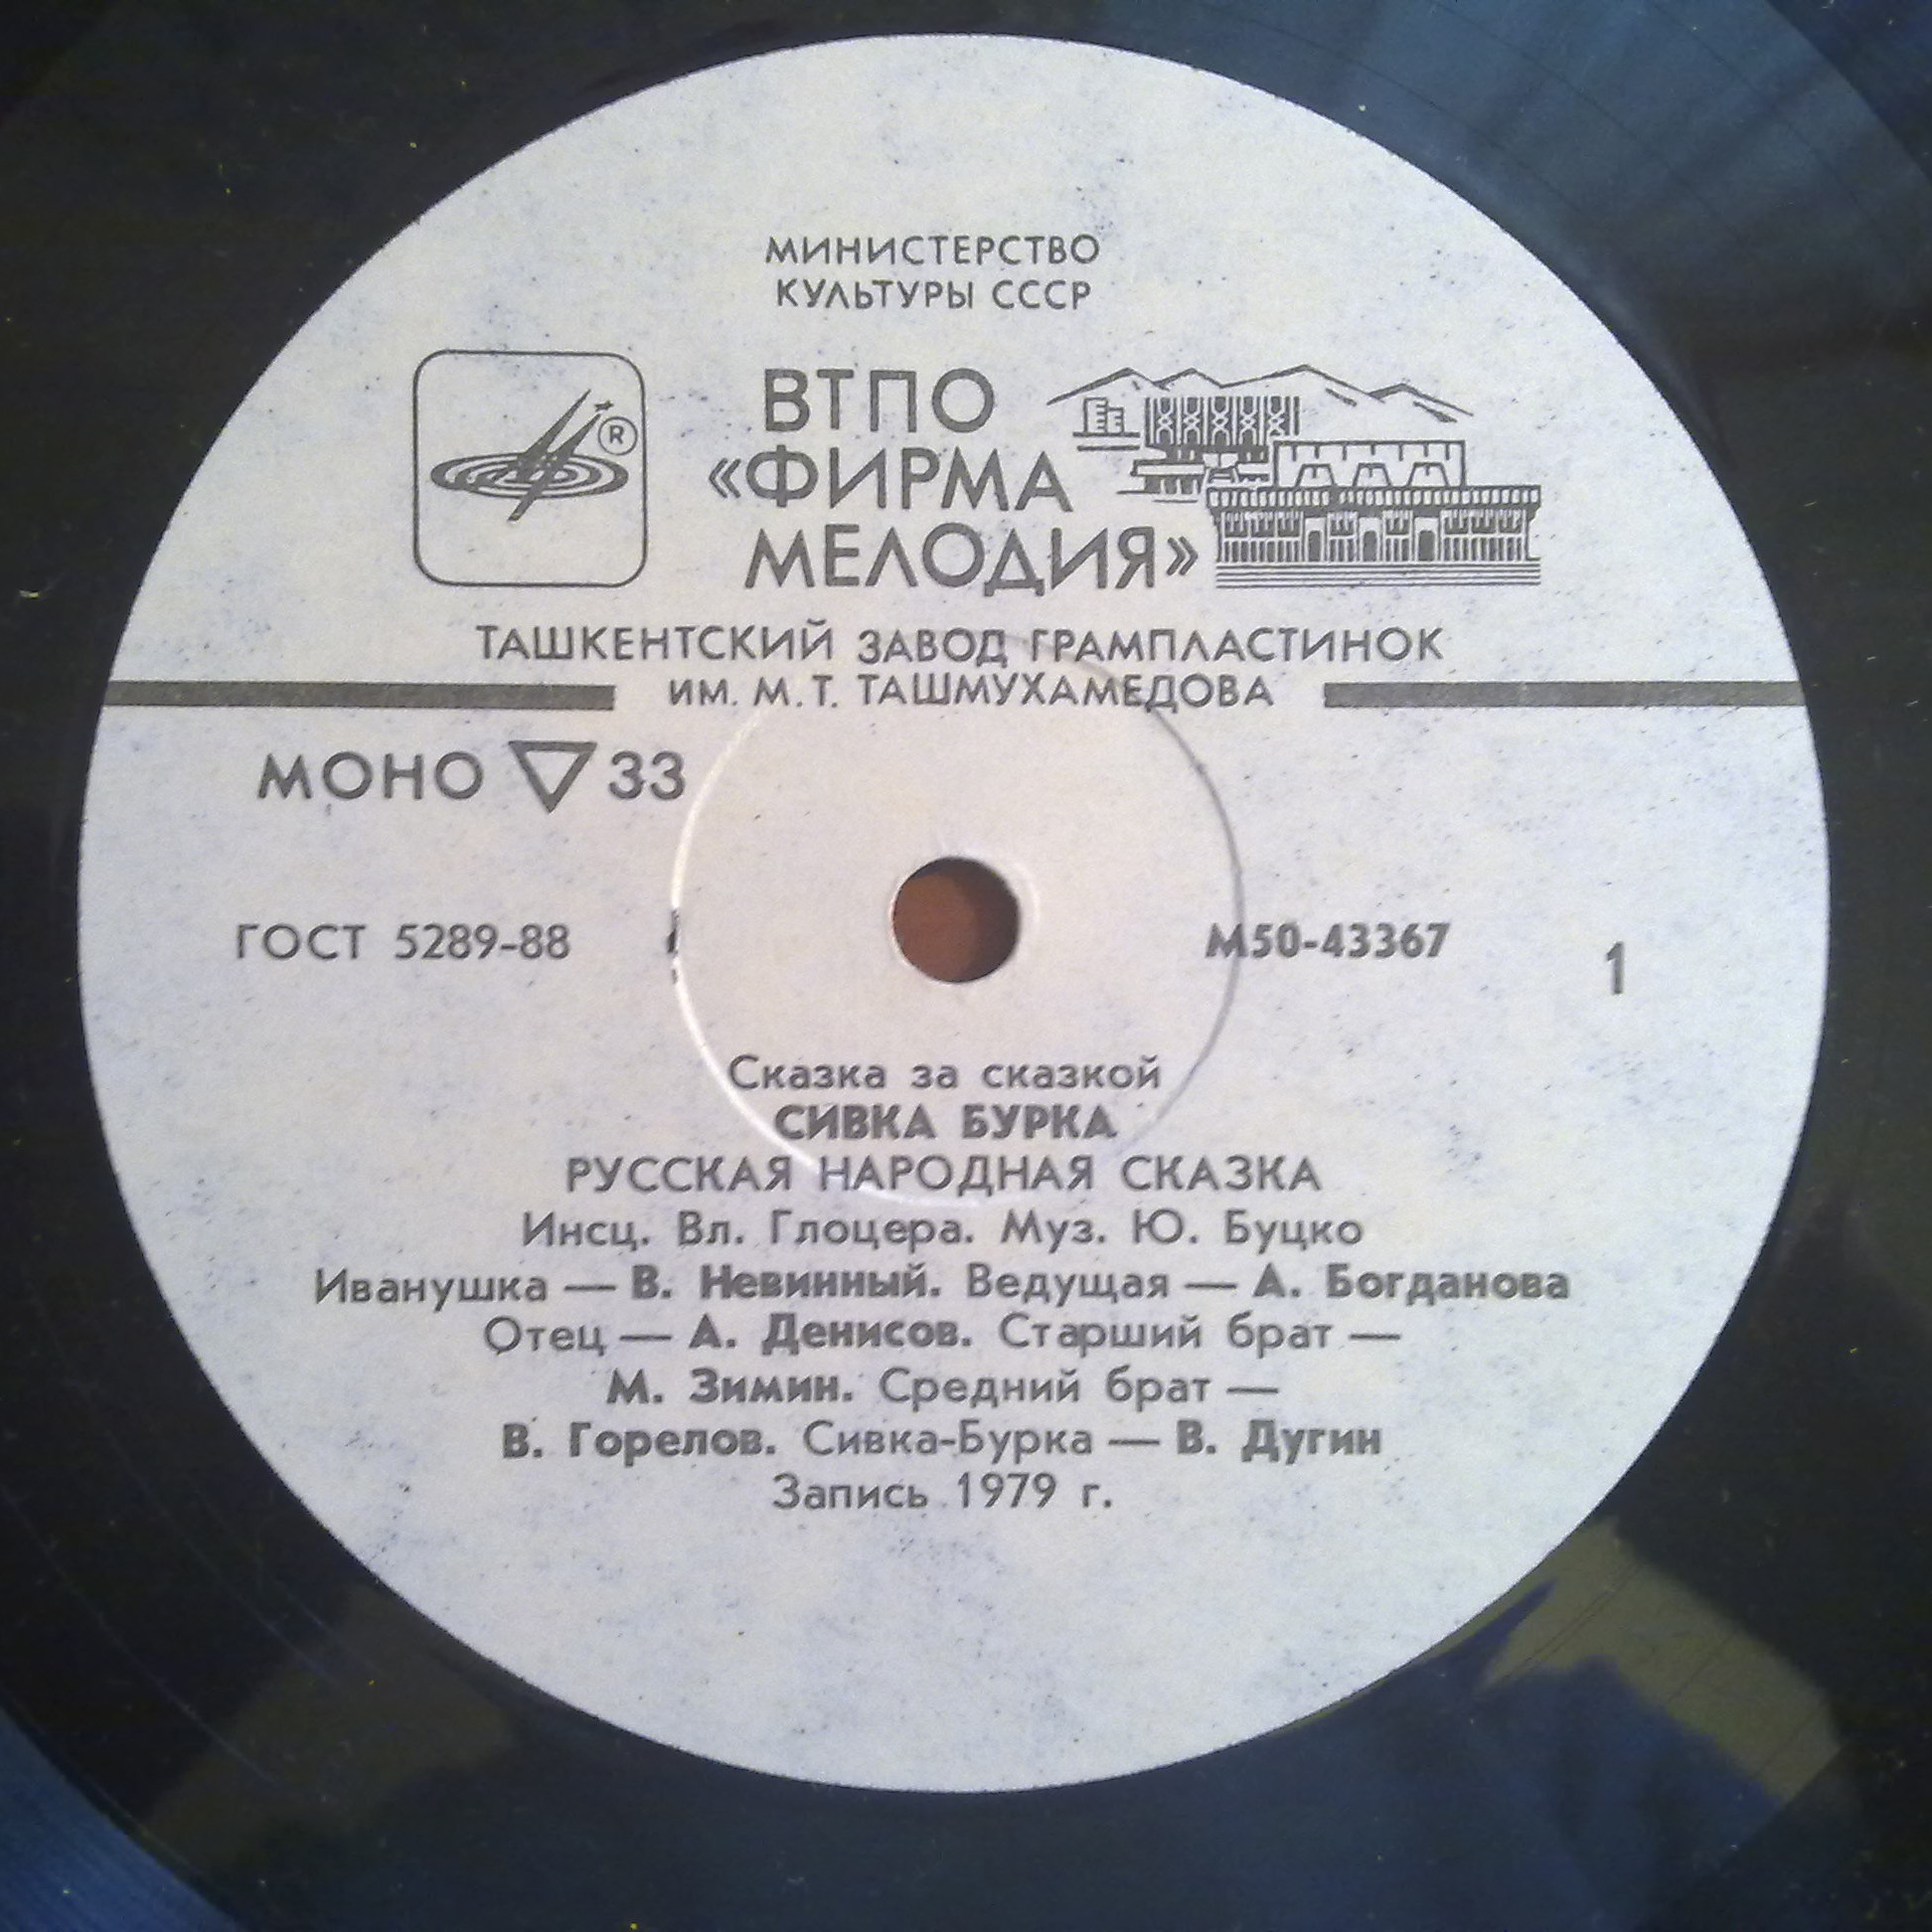 МИНИСТЕРСТВО
КУЛЬТУРЫ СССР
ВТПО
«ФИРМА
МЕЛОДИЯ»
®
ТАШКЕНТСКИЙ ЗАВОД ГРАМПЛАСТИНОК
ИМ. М. Т. ТАШМУХАМЕДОВА
МОНО ▽ 33
ГОСТ 5289-88
М50-43367
1
Сказка за сказкой
СИВКА БУРКА
РУССКАЯ НАРОДНАЯ СКАЗКА
Инсц. Вл. Глоцера. Муз. Ю. Буцко
Иванушка — В. Невинный. Ведущая — А. Богданова
Отец — А. Денисов. Старший брат —
М. Зимин. Средний брат —
В. Горелов. Сивка-Бурка — В. Дугин
Запись 1979 г.